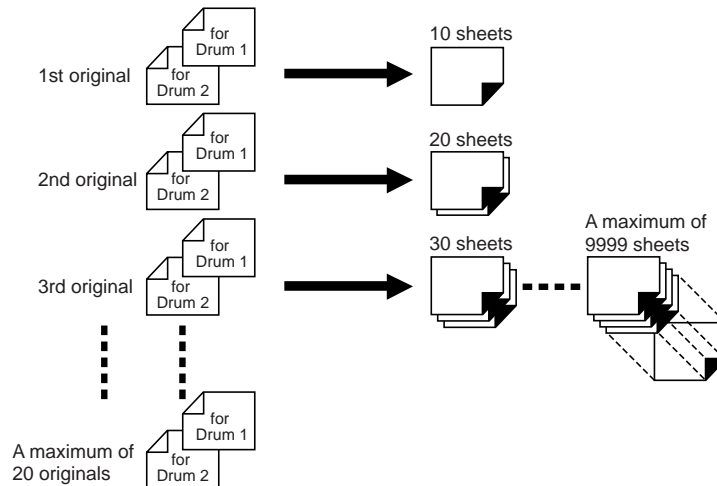 for
Drum 1
10 sheets
1st original
for
Drum 2
for
Drum 1
20 sheets
2nd original
for
Drum 2
for
Drum 1
30 sheets
A maximum of
9999 sheets
3rd original
for
Drum 2
for
Drum 1
A maximum of
20 originals
for
Drum 2